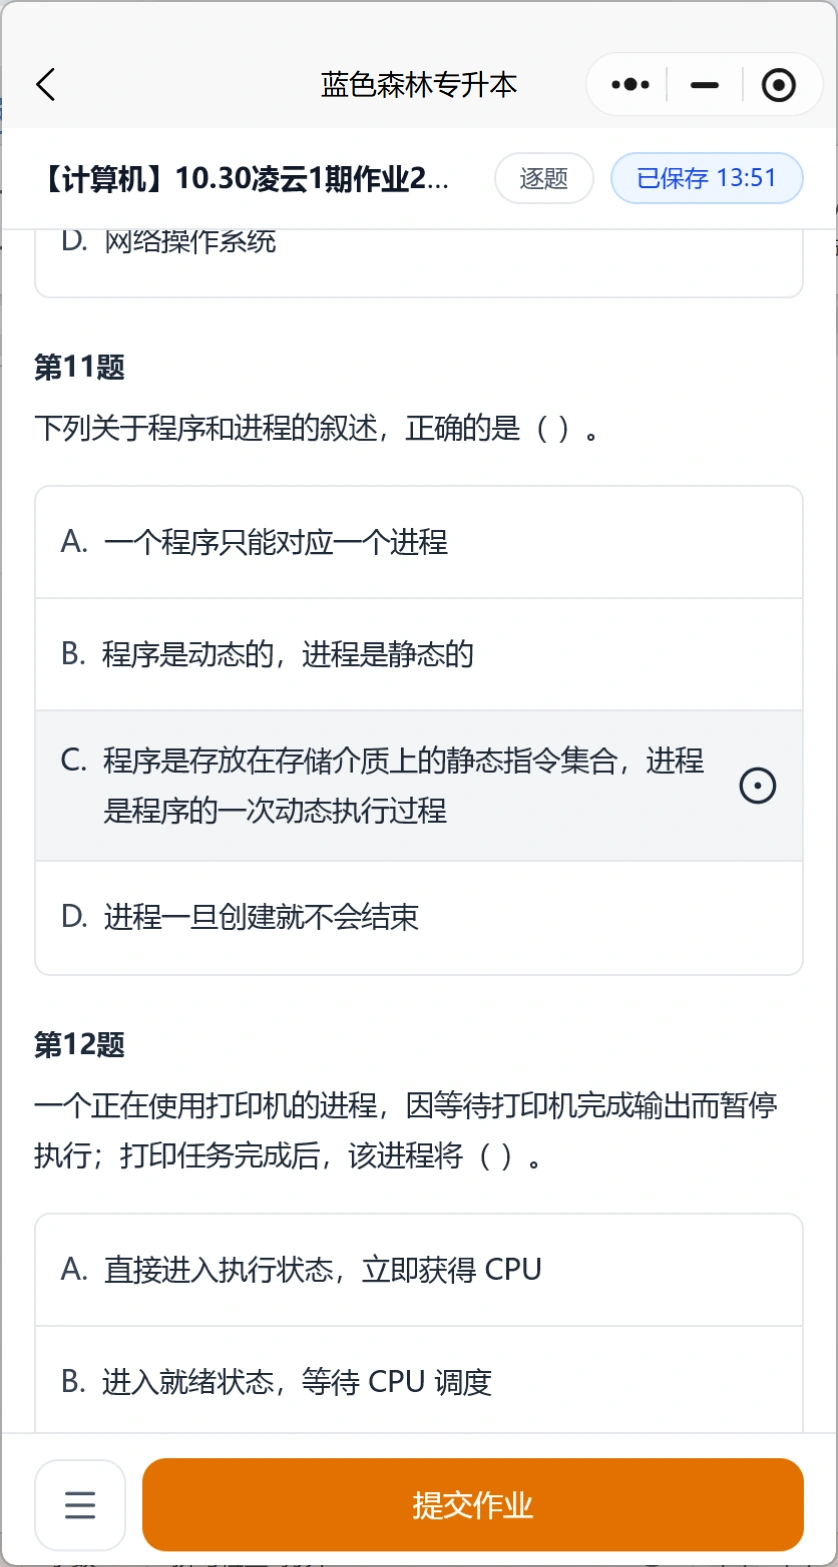 蓝色森林专升本
【计算机】10.30凌云1期作业2...
逐题
已保存 13:51
D. 网络操作系统
第11题
下列关于程序和进程的叙述，正确的是（ ）。
A. 一个程序只能对应一个进程
B. 程序是动态的，进程是静态的
C. 程序是存放在存储介质上的静态指令集合，进程
是程序的一次动态执行过程
D. 进程一旦创建就不会结束
第12题
一个正在使用打印机的进程，因等待打印机完成输出而暂停
执行；打印任务完成后，该进程将（ ）。
A. 直接进入执行状态，立即获得 CPU
B. 进入就绪状态，等待 CPU 调度
提交作业